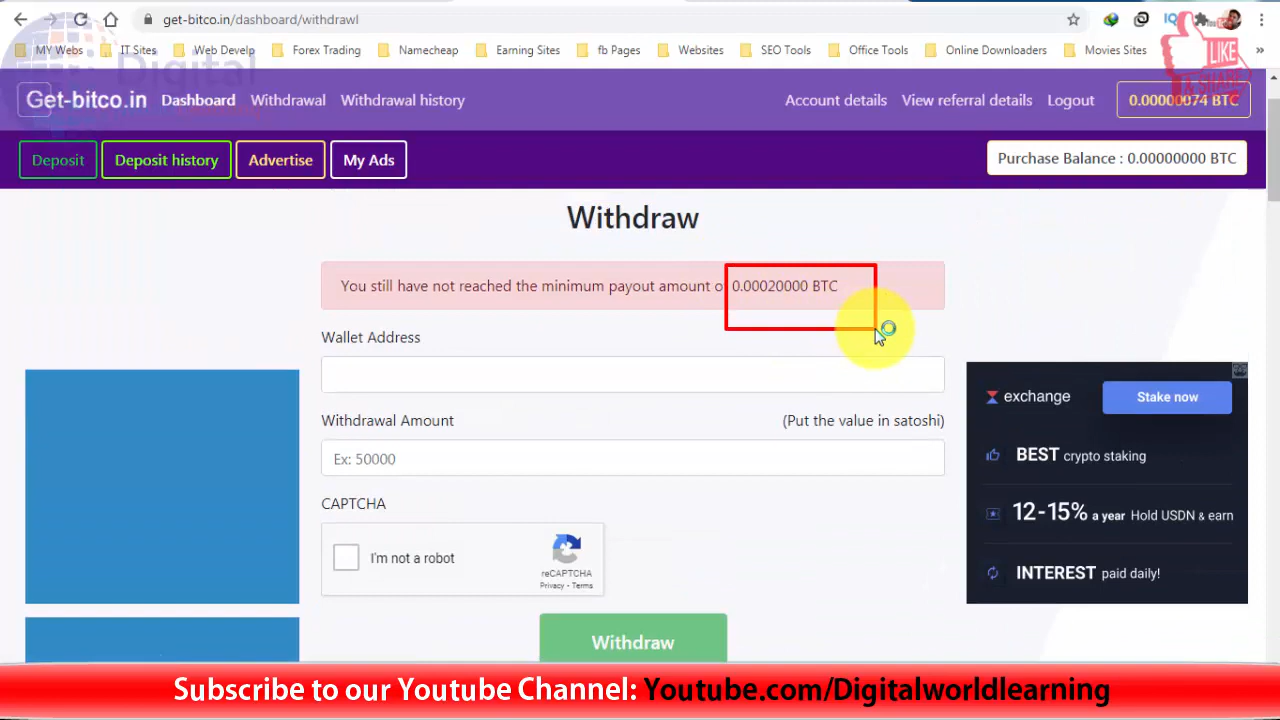 get-bitco.in/dashboard/withdrawl
MY Webs IT Sites Web Develp Forex Trading Namecheap Earning Sites fb Pages Websites SEO Tools Office Tools Online Downloaders Movies Sites »
Digital
LIKE
& SHARE
Get-bitco.in Dashboard Withdrawal Withdrawal history Account details View referral details Logout 0.00000074 BTC
Deposit Deposit history Advertise My Ads Purchase Balance : 0.00000000 BTC
Withdraw
You still have not reached the minimum payout amount of 0.00020000 BTC
Wallet Address
Withdrawal Amount (Put the value in satoshi)
Ex: 50000
CAPTCHA
I'm not a robot
reCAPTCHA
Privacy - Terms
Withdraw
exchange Stake now
BEST crypto staking
12-15% a year Hold USDN & earn
INTEREST paid daily!
Subscribe to our Youtube Channel: Youtube.com/Digitalworldlearning